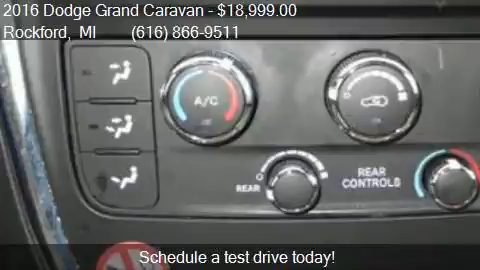 2016 Dodge Grand Caravan - $18,999.00
Rockford, MI (616) 866-9511
A/C
REAR
REAR
CONTROLS
Schedule a test drive today!